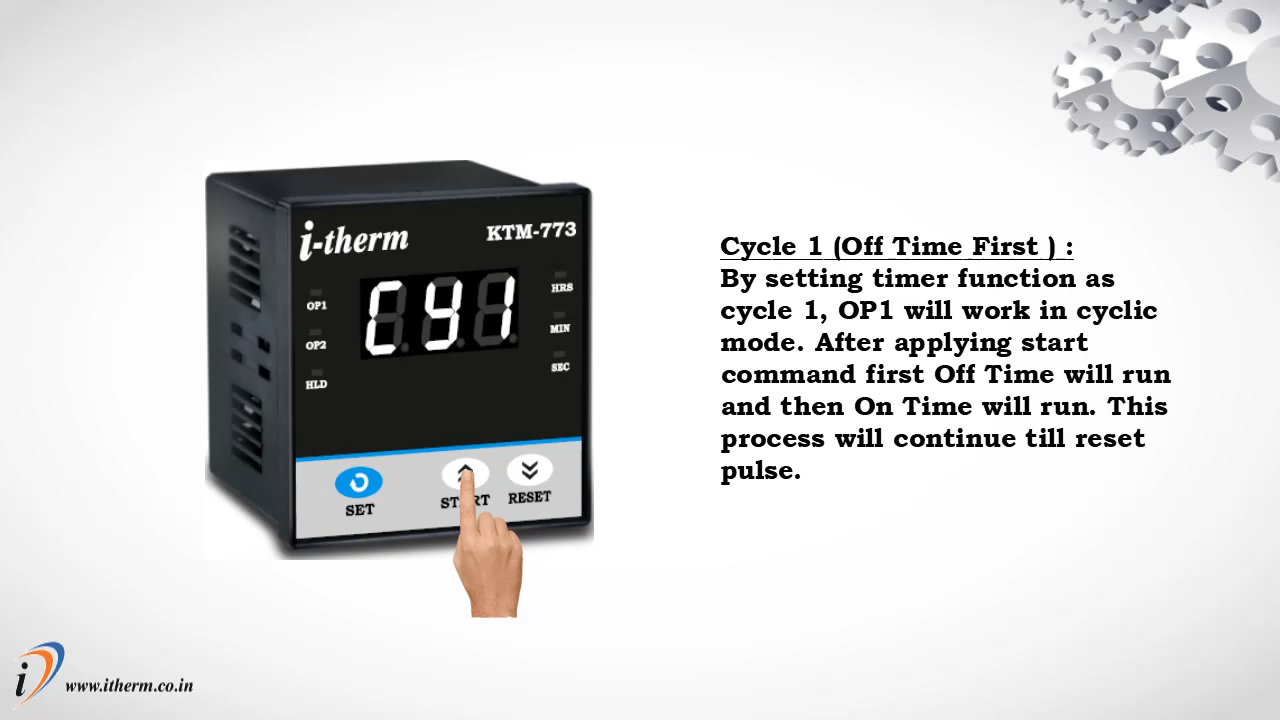 i-therm KTM-773
OP1
OP2
HLD
CY1
HRS
MIN
SEC
SET
START
RESET
Cycle 1 (Off Time First ) :
By setting timer function as
cycle 1, OP1 will work in cyclic
mode. After applying start
command first Off Time will run
and then On Time will run. This
process will continue till reset
pulse.
i
www.itherm.co.in